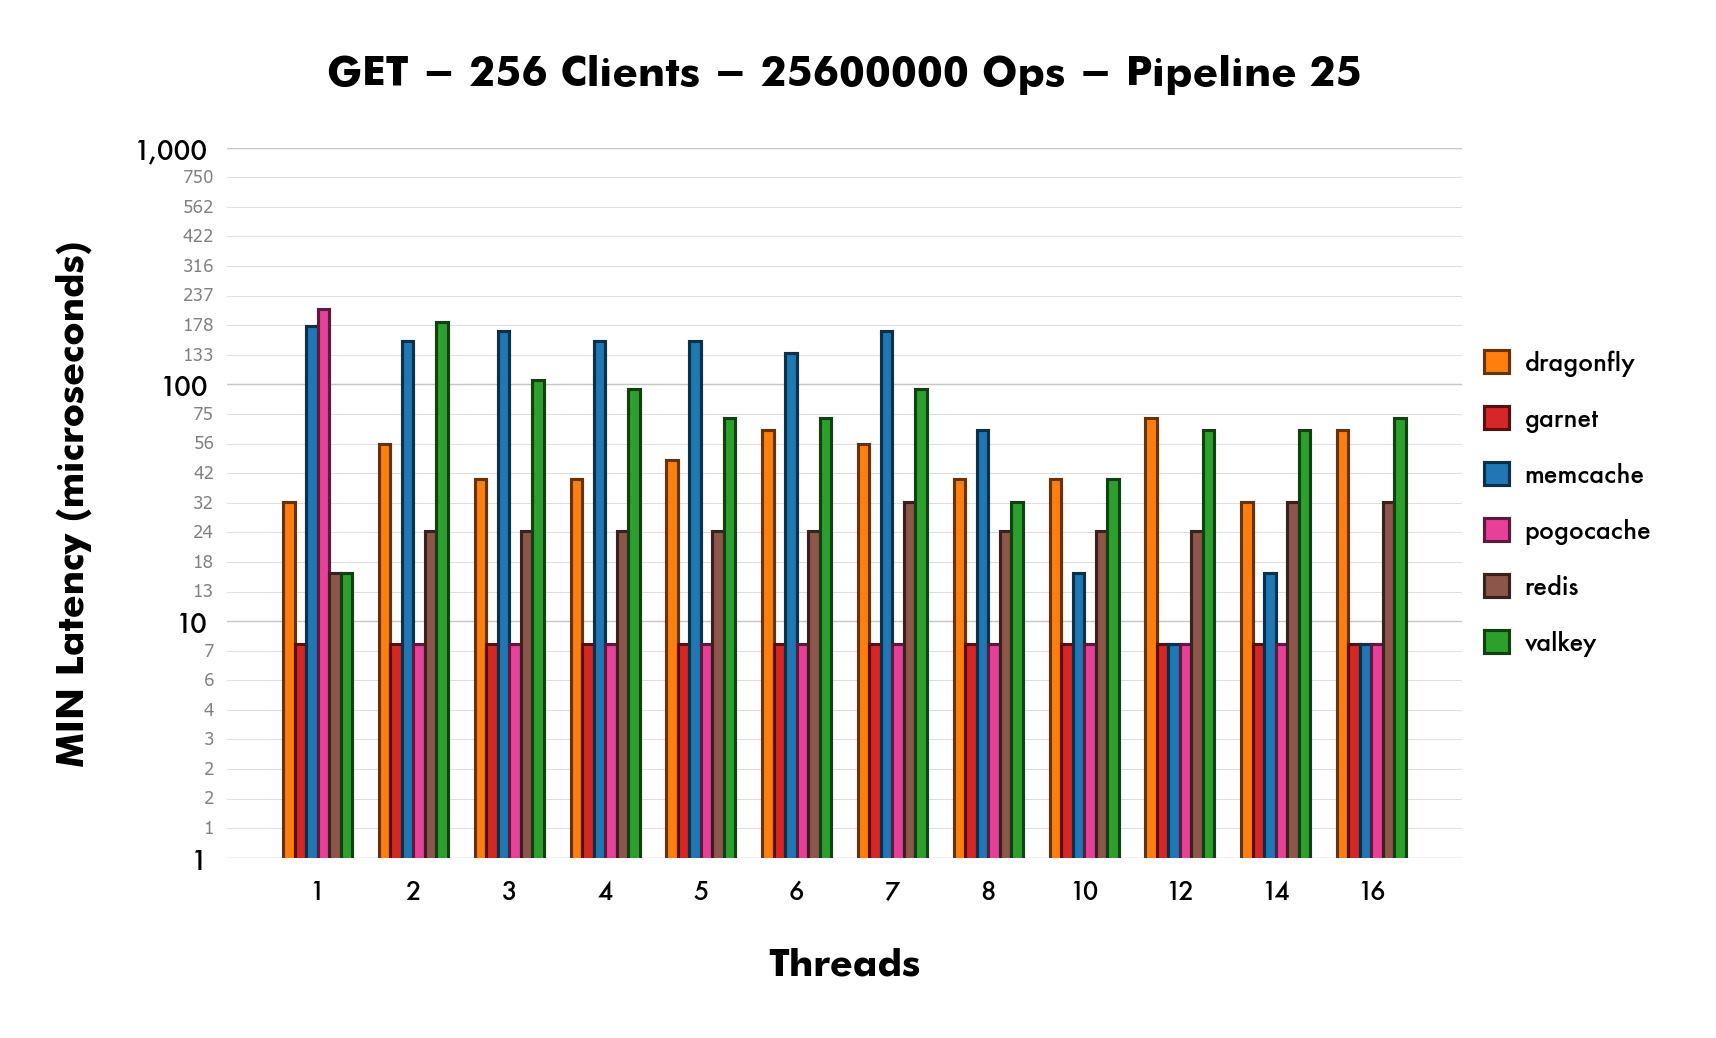 GET – 256 Clients – 25600000 Ops – Pipeline 25
MIN Latency (microseconds)
1,000
750
562
422
316
237
178
133
100
75
56
42
32
24
18
13
10
7
6
4
3
2
2
1
1
1 2 3 4 5 6 7 8 10 12 14 16
Threads
dragonfly
garnet
memcache
pogocache
redis
valkey